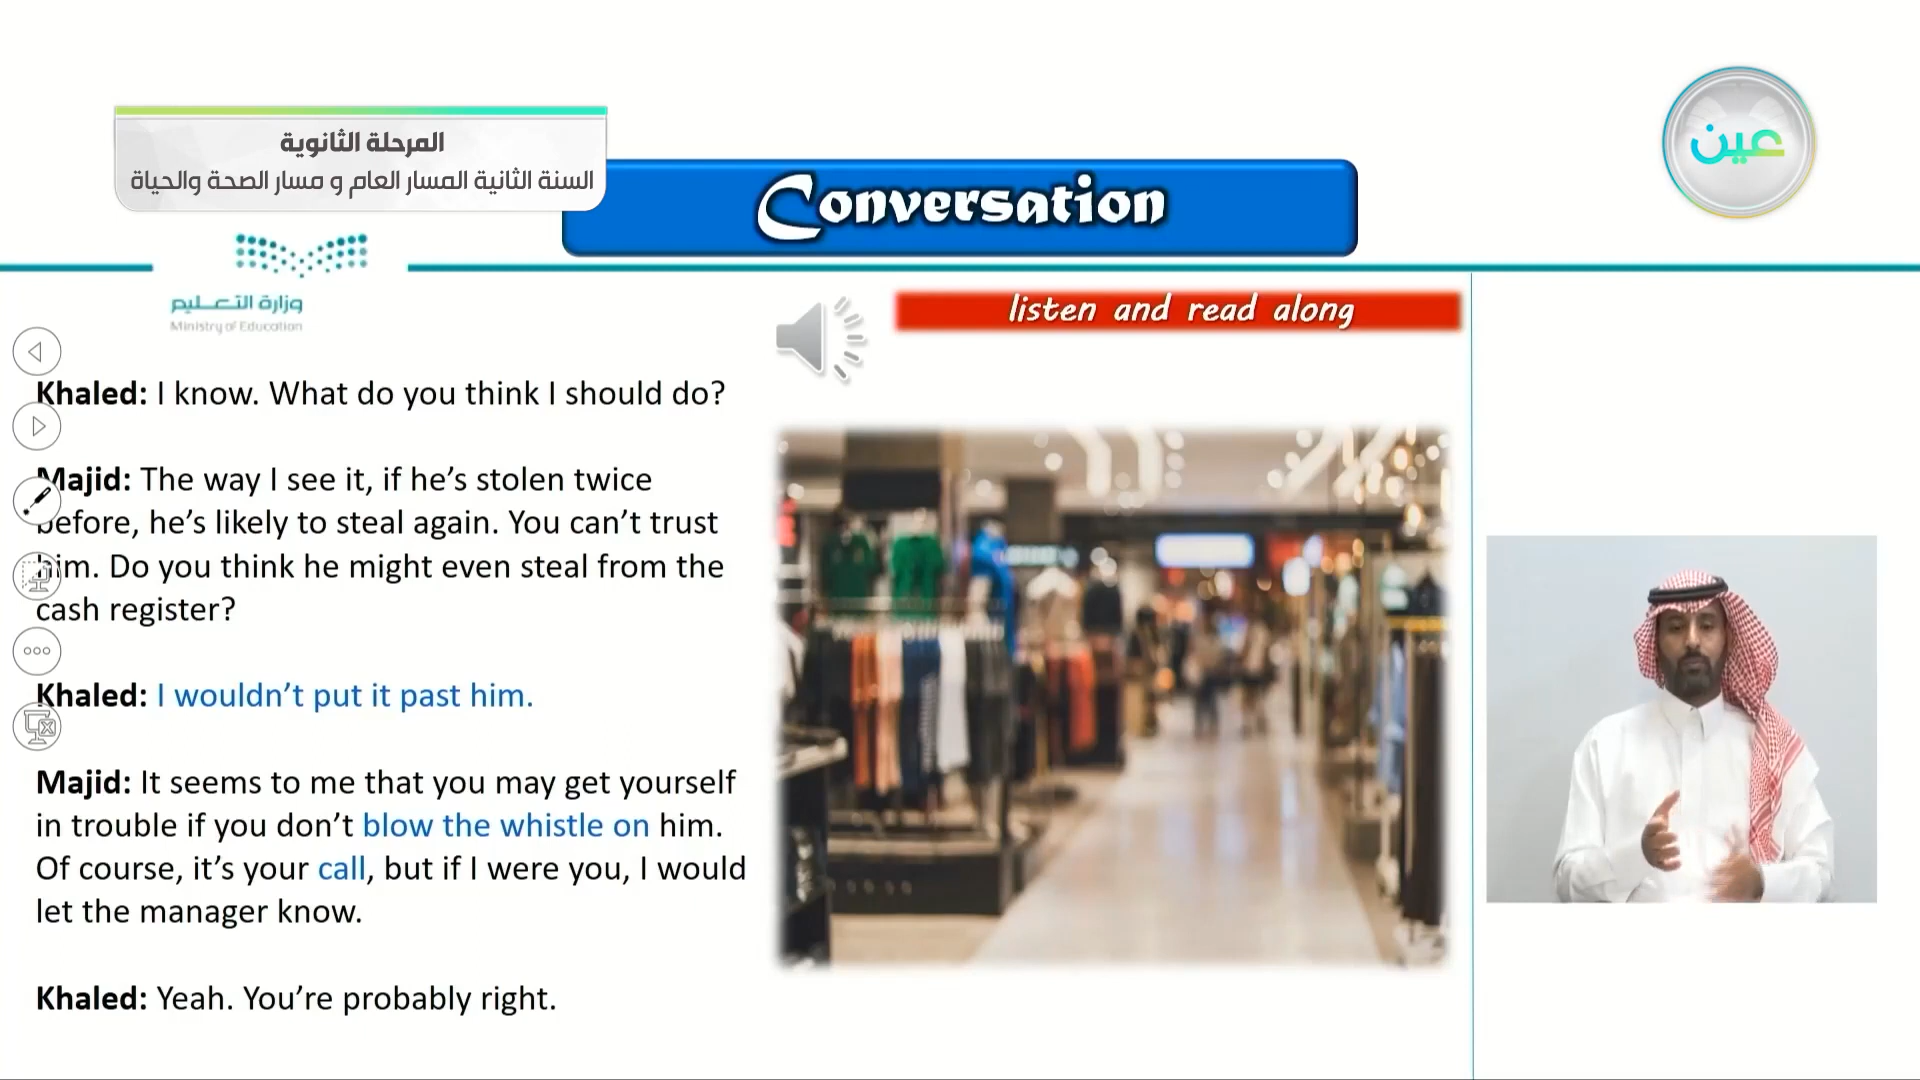 المرحلة الثانوية
السنة الثانية المسار العام و مسار الصحة والحياة
عين
Conversation
وزارة التعليم
Ministry of Education
listen and read along
Khaled: I know. What do you think I should do?
Majid: The way I see it, if he’s stolen twice
before, he’s likely to steal again. You can’t trust
him. Do you think he might even steal from the
cash register?
Khaled: I wouldn’t put it past him.
Majid: It seems to me that you may get yourself
in trouble if you don’t blow the whistle on him.
Of course, it’s your call, but if I were you, I would
let the manager know.
Khaled: Yeah. You’re probably right.